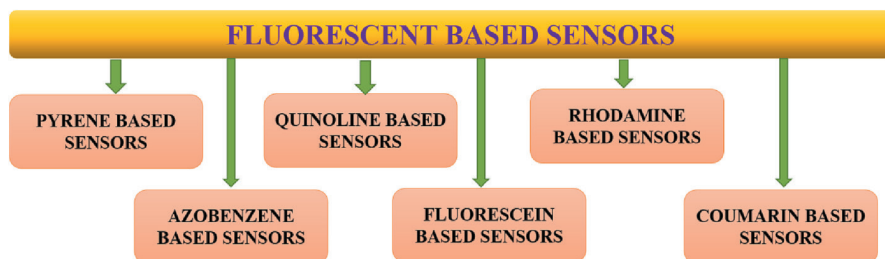 FLUORESCENT BASED SENSORS
PYRENE BASED
SENSORS
QUINOLINE BASED
SENSORS
RHODAMINE
BASED SENSORS
AZOBENZENE
BASED SENSORS
FLUORESCEIN
BASED SENSORS
COUMARIN BASED
SENSORS